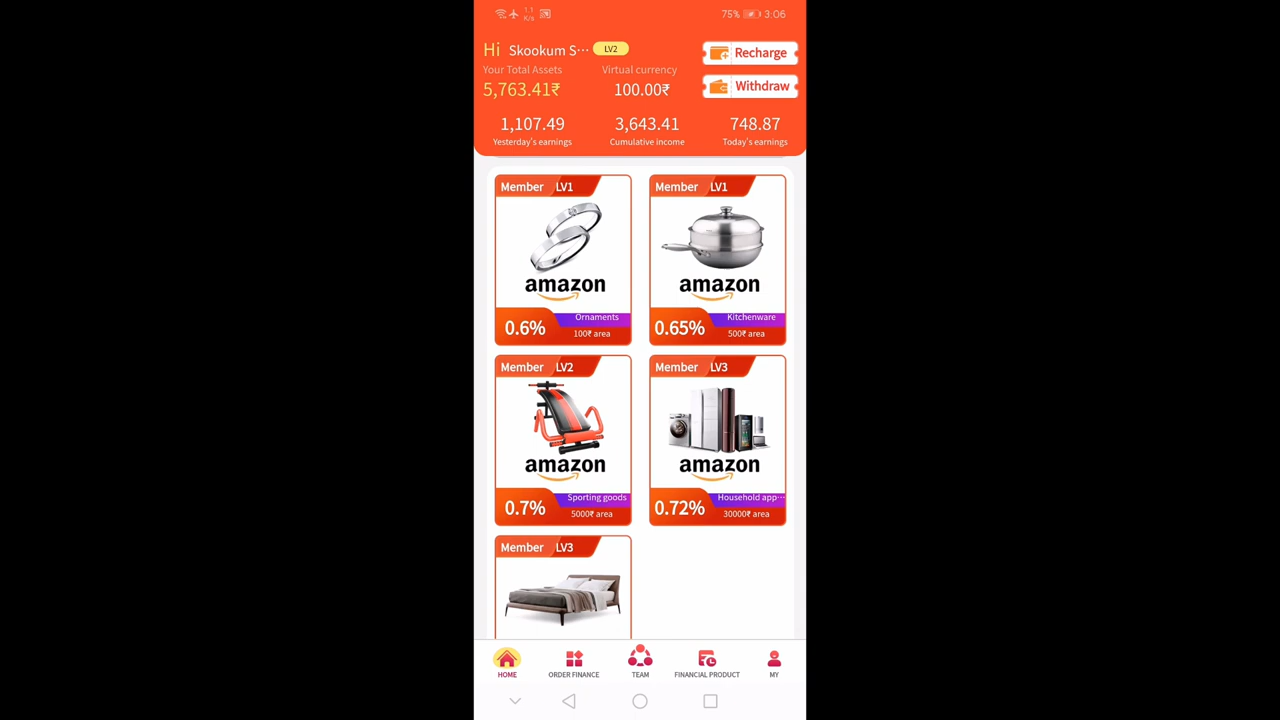 1.1
K/s
75%
3:06
Hi Skookum S··· LV2
Recharge
Your Total Assets
Virtual currency
5,763.41₹
100.00₹
Withdraw
1,107.49
3,643.41
748.87
Yesterday's earnings
Cumulative income
Today's earnings
Member LV1
amazon
0.6%
Ornaments
100₹ area
Member LV1
amazon
0.65%
Kitchenware
500₹ area
Member LV2
amazon
0.7%
Sporting goods
5000₹ area
Member LV3
amazon
0.72%
Household app···
30000₹ area
Member LV3
HOME
ORDER FINANCE
TEAM
FINANCIAL PRODUCT
MY